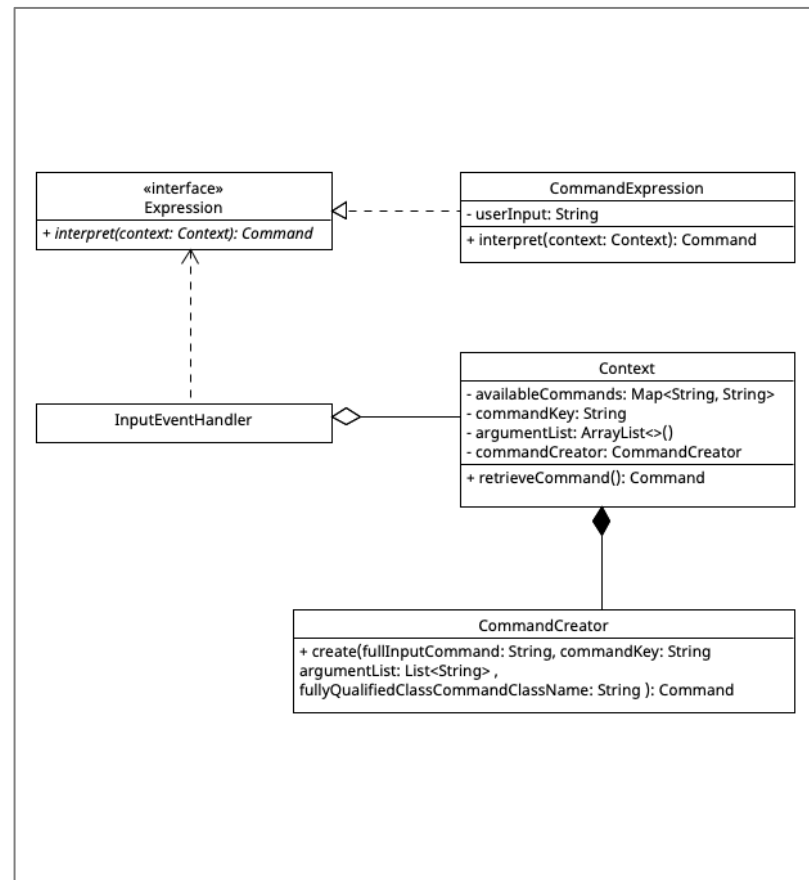 «interface»
Expression
+ interpret(context: Context): Command
CommandExpression
- userInput: String
+ interpret(context: Context): Command
InputEventHandler
Context
- availableCommands: Map<String, String>
- commandKey: String
- argumentList: ArrayList<>()
- commandCreator: CommandCreator
+ retrieveCommand(): Command
CommandCreator
+ create(fullInputCommand: String, commandKey: String
argumentList: List<String> ,
fullyQualifiedClassCommandClassName: String ): Command